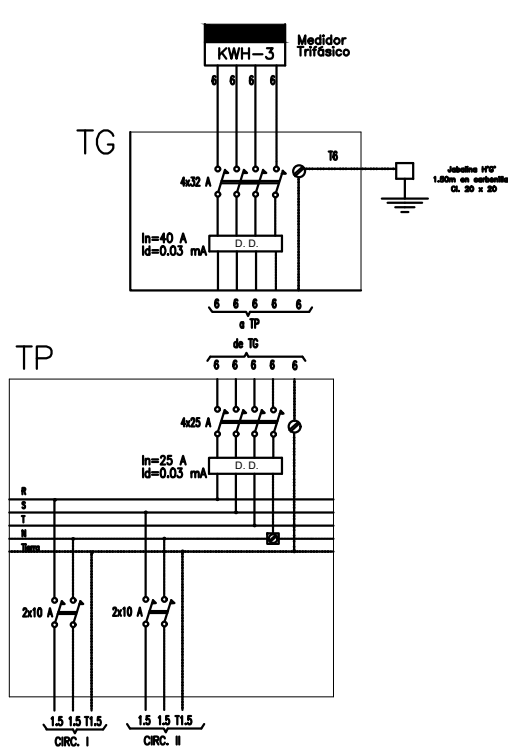 KWH-3
Medidor
Trifásico
6 6 6 6
TG
T6
4x32 A
Jabalina H°G°
1.50m en carbonilla
CI. 20 x 20
In=40 A
Id=0.03 mA
D. D.
6 6 6 6 6
a TP
TP
de TG
6 6 6 6 6
4x25 A
In=25 A
Id=0.03 mA
D. D.
R
S
T
N
Tierra
2x10 A
2x10 A
1.5 1.5 T1.5
1.5 1.5 T1.5
CIRC. I
CIRC. II